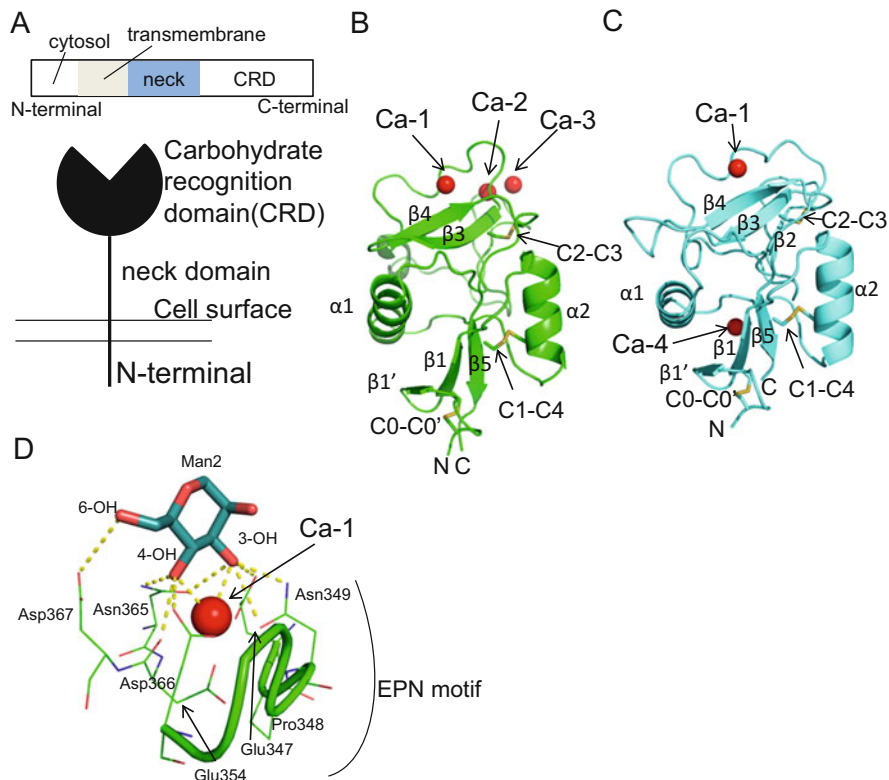 A
cytosol
transmembrane
neck
CRD
N-terminal
C-terminal
Carbohydrate
recognition
domain(CRD)
neck domain
Cell surface
N-terminal
B
Ca-1
Ca-2
Ca-3
β4
β3
C2-C3
α1
α2
β1
β5
β1’
C1-C4
C0-C0’
N C
C
Ca-1
β4
β3
β2
C2-C3
α1
α2
Ca-4
β1
β5
β1’
C
C1-C4
C0-C0’
N
D
Man2
6-OH
4-OH
3-OH
Ca-1
Asp367
Asn365
Asn349
Asp366
EPN motif
Pro348
Glu347
Glu354